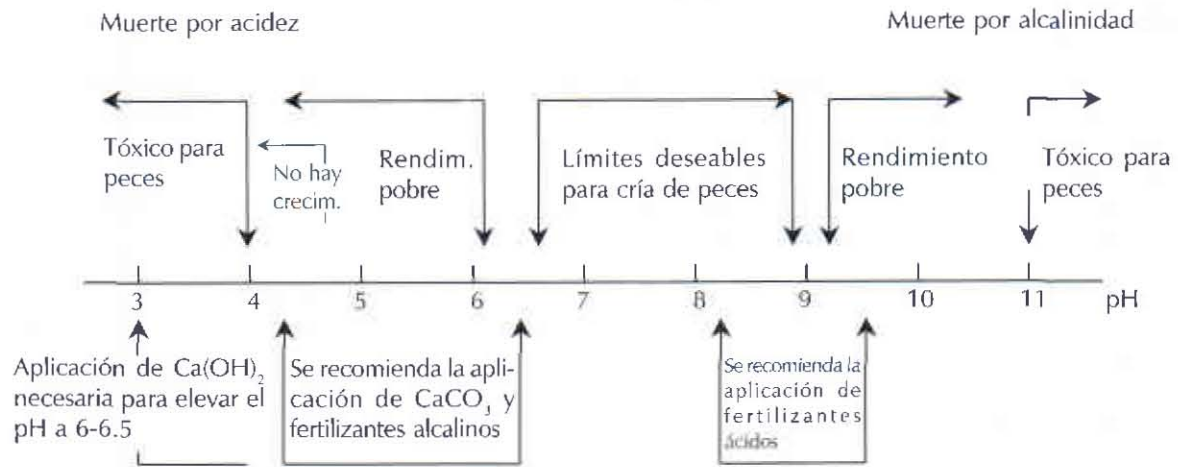 Muerte por acidez
Muerte por alcalinidad
Tóxico para
peces
No hay
crecim.
Rendim.
pobre
Límites deseables
para cría de peces
Rendimiento
pobre
Tóxico para
peces
3 4 5 6 7 8 9 10 11 pH
Aplicación de Ca(OH)₂
necesaria para elevar el
pH a 6-6.5
Se recomienda la apli-
cación de CaCO₃ y
fertilizantes alcalinos
Se recomienda la
aplicación de
fertilizantes
ácidos